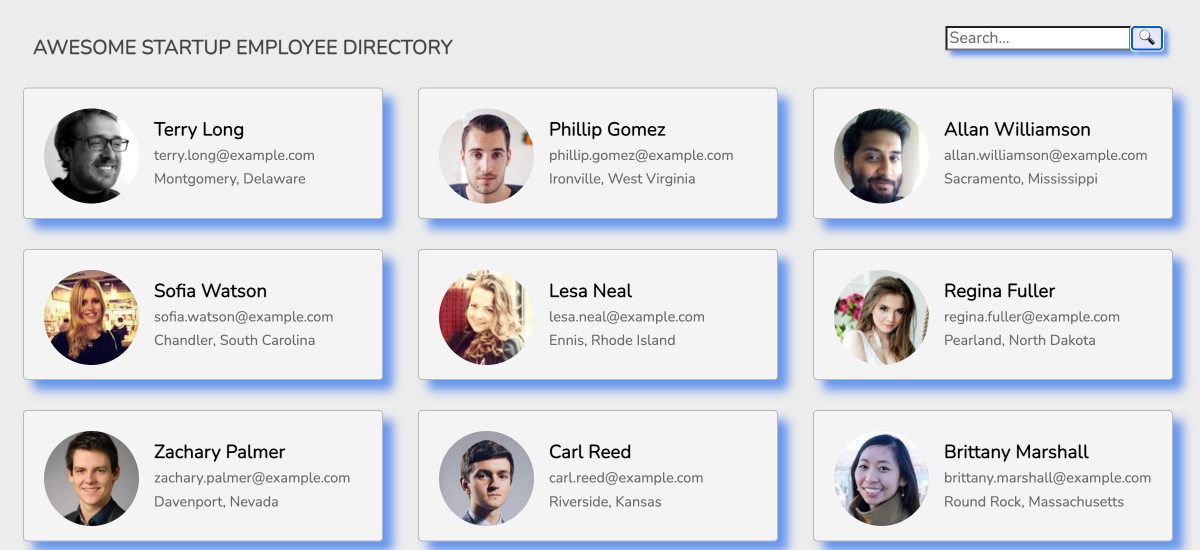 AWESOME STARTUP EMPLOYEE DIRECTORY
Search...
Terry Long
terry.long@example.com
Montgomery, Delaware
Phillip Gomez
phillip.gomez@example.com
Ironville, West Virginia
Allan Williamson
allan.williamson@example.com
Sacramento, Mississippi
Sofia Watson
sofia.watson@example.com
Chandler, South Carolina
Lesa Neal
lesa.neal@example.com
Ennis, Rhode Island
Regina Fuller
regina.fuller@example.com
Pearland, North Dakota
Zachary Palmer
zachary.palmer@example.com
Davenport, Nevada
Carl Reed
carl.reed@example.com
Riverside, Kansas
Brittany Marshall
brittany.marshall@example.com
Round Rock, Massachusetts